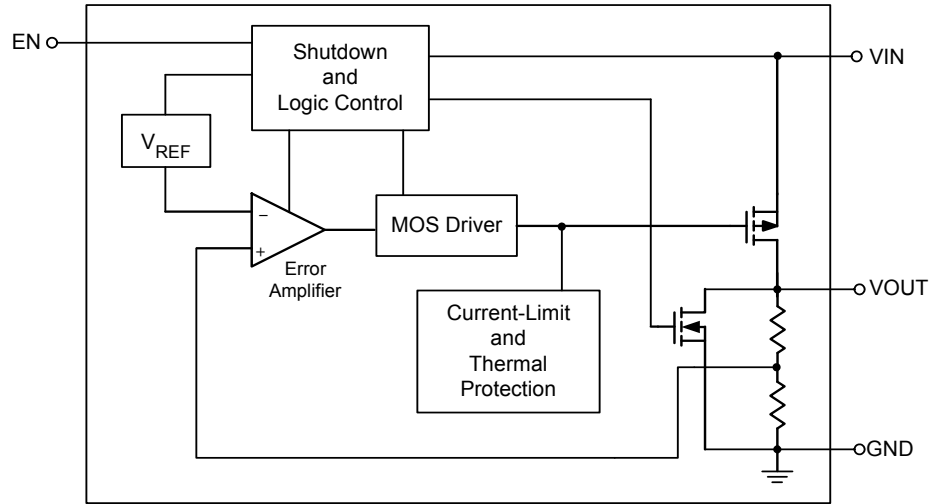 EN
Shutdown
and
Logic Control
VIN
VREF
−
+
Error
Amplifier
MOS Driver
Current-Limit
and
Thermal
Protection
VOUT
GND